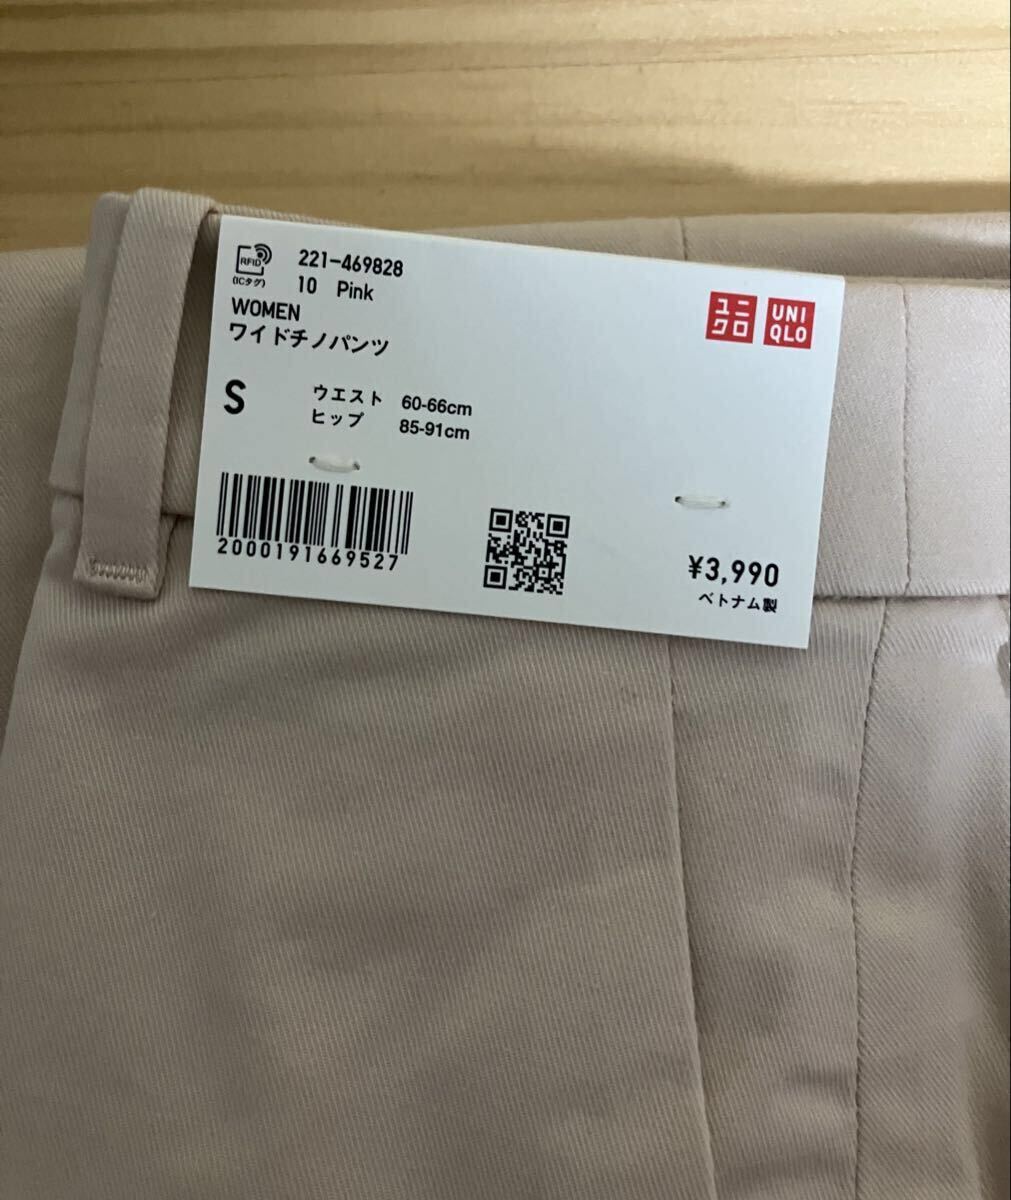 RFID
(ICタグ)
221-469828
10 Pink
WOMEN
ワイドチノパンツ
ユニ
クロ
UNI
QLO
S
ウエスト 60-66cm
ヒップ 85-91cm
2000191669527
¥3,990
ベトナム製